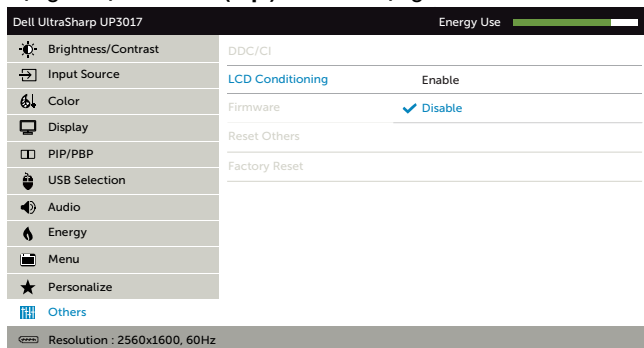 Dell UltraSharp UP3017 Energy Use
Brightness/Contrast DDC/CI
Input Source LCD Conditioning Enable
Color Firmware Disable
Display Reset Others
PIP/PBP Factory Reset
USB Selection
Audio
Energy
Menu
Personalize
Others
Resolution : 2560x1600, 60Hz